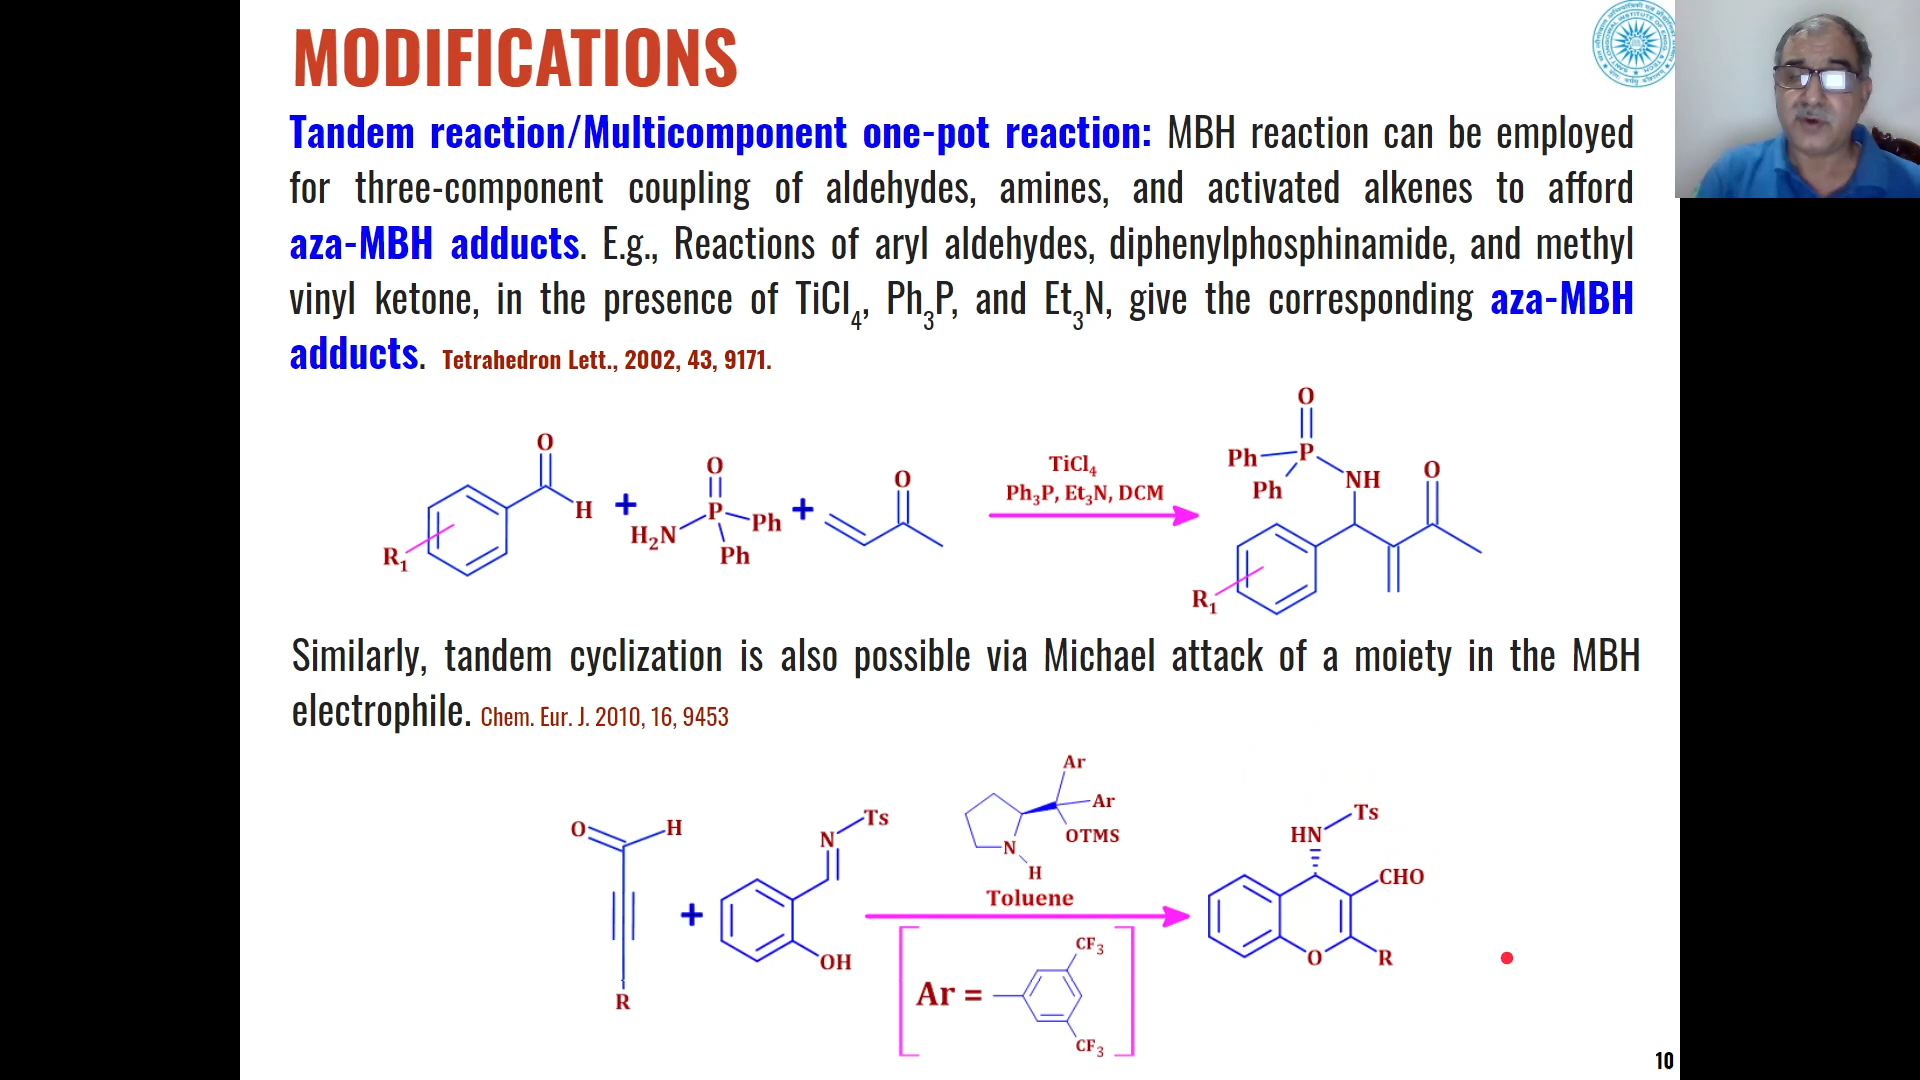 MODIFICATIONS
Tandem reaction/Multicomponent one-pot reaction: MBH reaction can be employed
for three-component coupling of aldehydes, amines, and activated alkenes to afford
aza-MBH adducts. E.g., Reactions of aryl aldehydes, diphenylphosphinamide, and methyl
vinyl ketone, in the presence of TiCl4, Ph3P, and Et3N, give the corresponding aza-MBH
adducts. Tetrahedron Lett., 2002, 43, 9171.
O
H
R1
+
O
P
H2N
Ph
Ph
+
O
TiCl4
Ph3P, Et3N, DCM
O
Ph
P
Ph
NH
O
R1
Similarly, tandem cyclization is also possible via Michael attack of a moiety in the MBH
electrophile. Chem. Eur. J. 2010, 16, 9453
O
H
R
+
Ts
N
OH
Ar
Ar
OTMS
N
H
Toluene
Ar =
CF3
CF3
Ts
HN
CHO
O
R
10